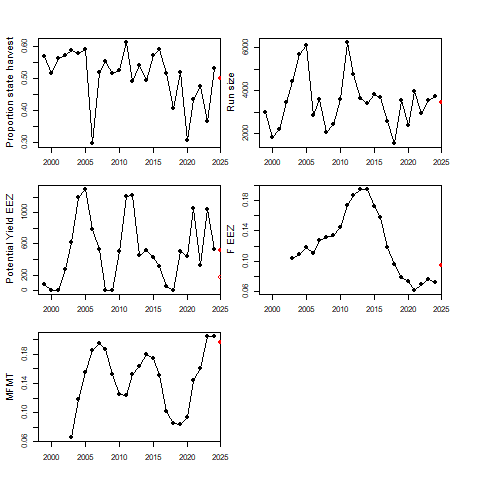 Proportion state harvest
0.30 0.40 0.50 0.60
2000 2005 2010 2015 2020 2025
Run size
2000 4000 6000
2000 2005 2010 2015 2020 2025
Potential Yield EEZ
0 200 600 1000
2000 2005 2010 2015 2020 2025
F EEZ
0.06 0.10 0.14 0.18
2000 2005 2010 2015 2020 2025
MFMT
0.06 0.10 0.14 0.18
2000 2005 2010 2015 2020 2025